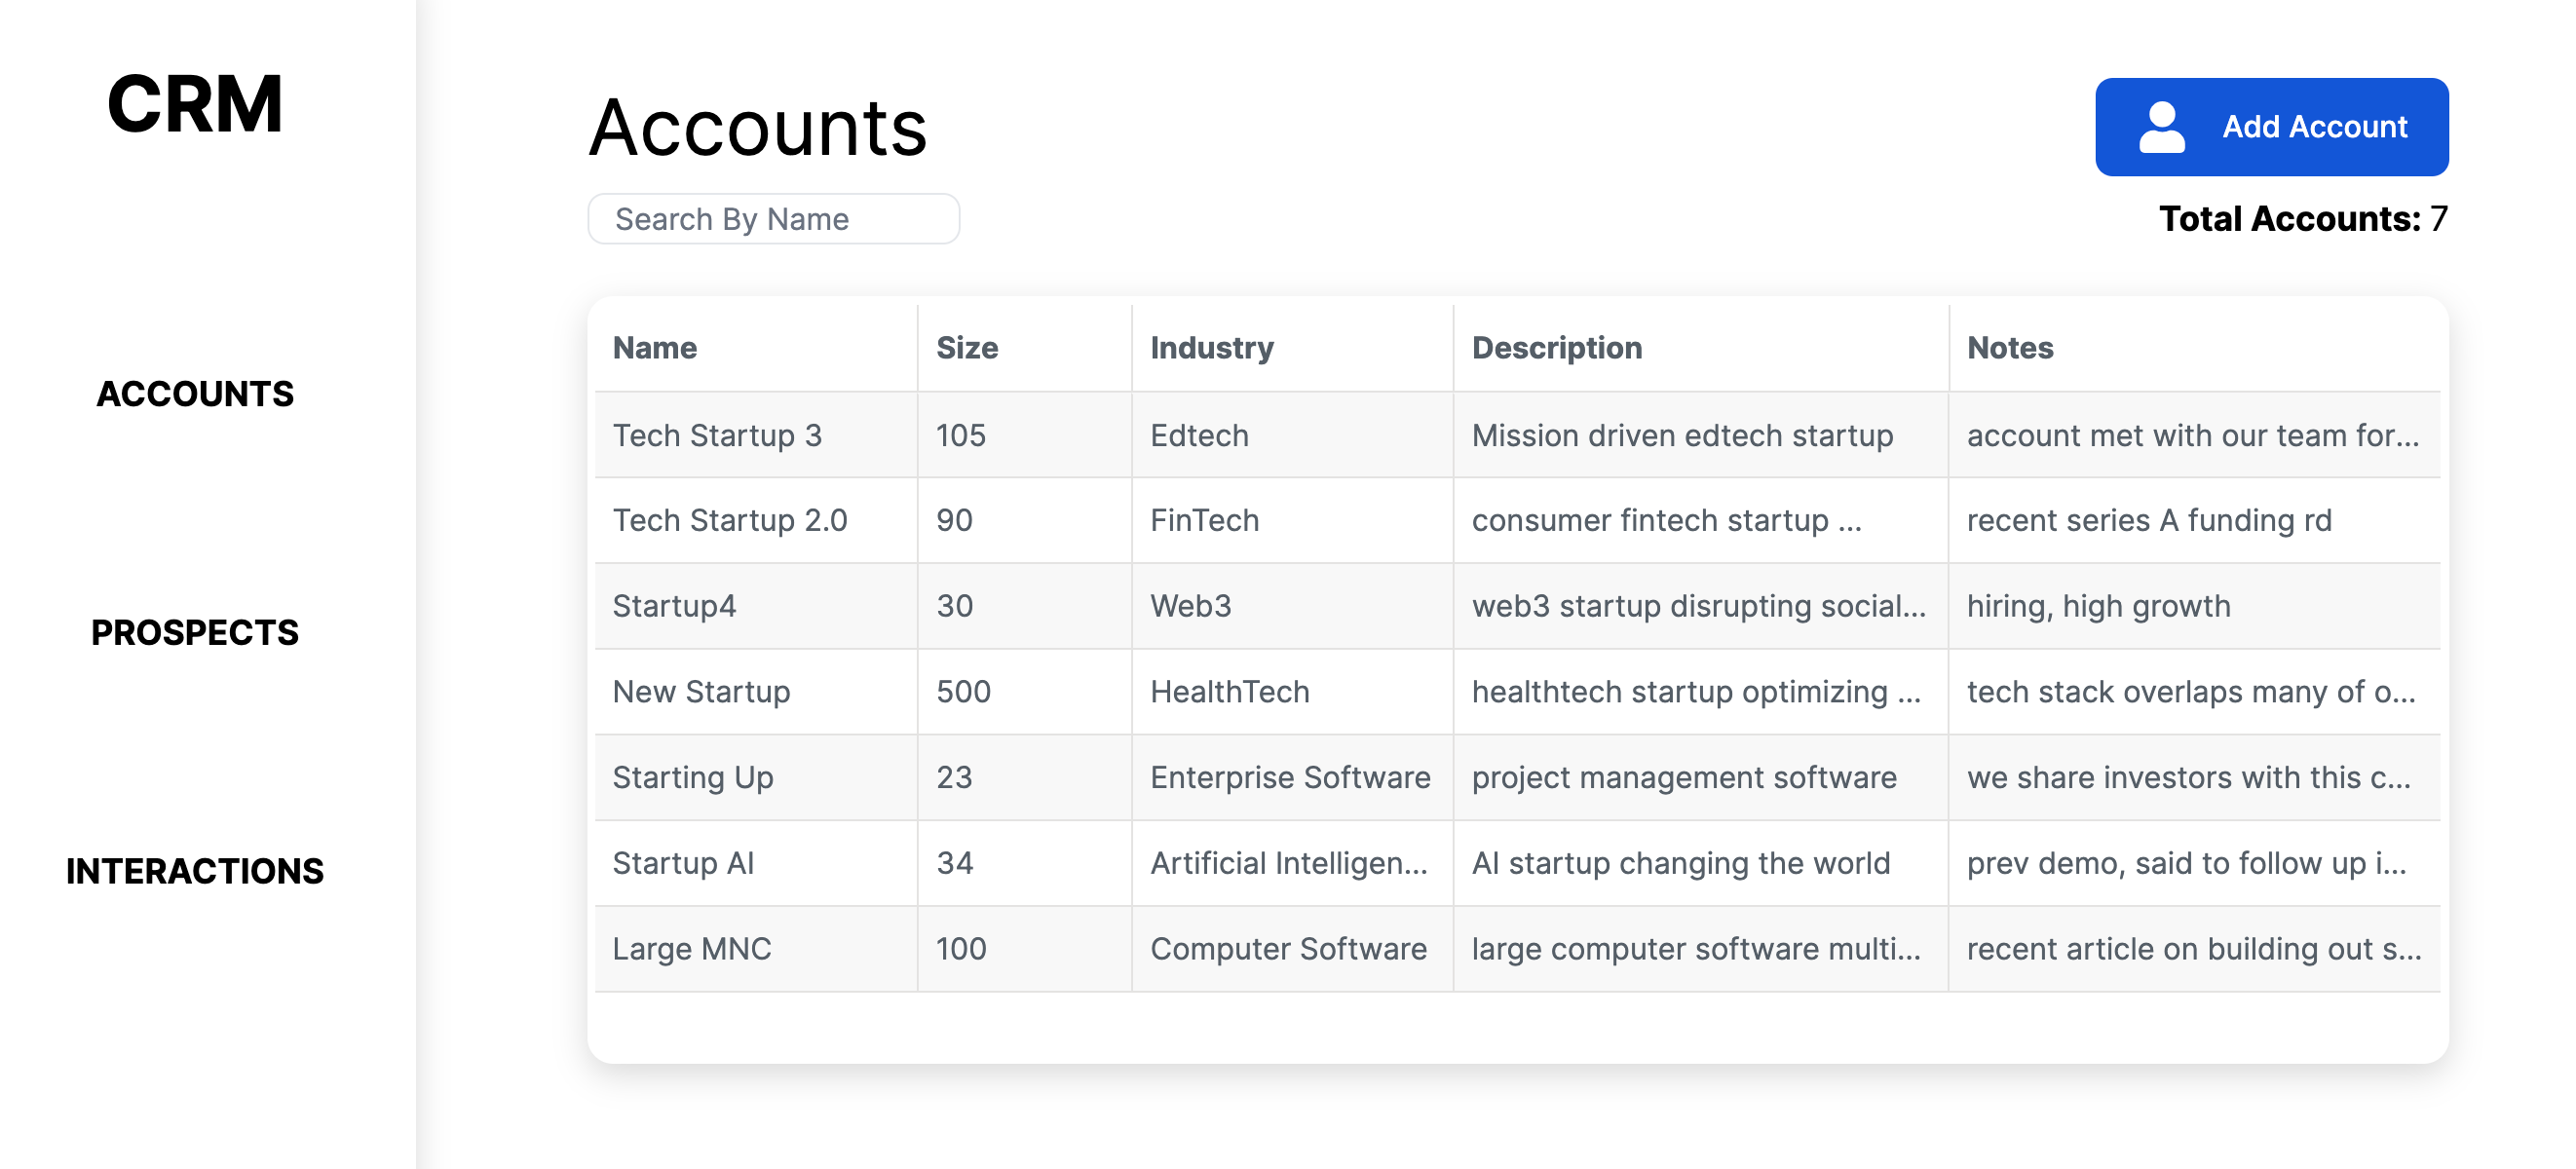 CRM
ACCOUNTS
PROSPECTS
INTERACTIONS
Accounts
Add Account
Search By Name
Total Accounts: 7
Name Size Industry Description Notes
Tech Startup 3 105 Edtech Mission driven edtech startup account met with our team for...
Tech Startup 2.0 90 FinTech consumer fintech startup ... recent series A funding rd
Startup4 30 Web3 web3 startup disrupting social... hiring, high growth
New Startup 500 HealthTech healthtech startup optimizing ... tech stack overlaps many of o...
Starting Up 23 Enterprise Software project management software we share investors with this c...
Startup AI 34 Artificial Intelligen... AI startup changing the world prev demo, said to follow up i...
Large MNC 100 Computer Software large computer software multi... recent article on building out s...